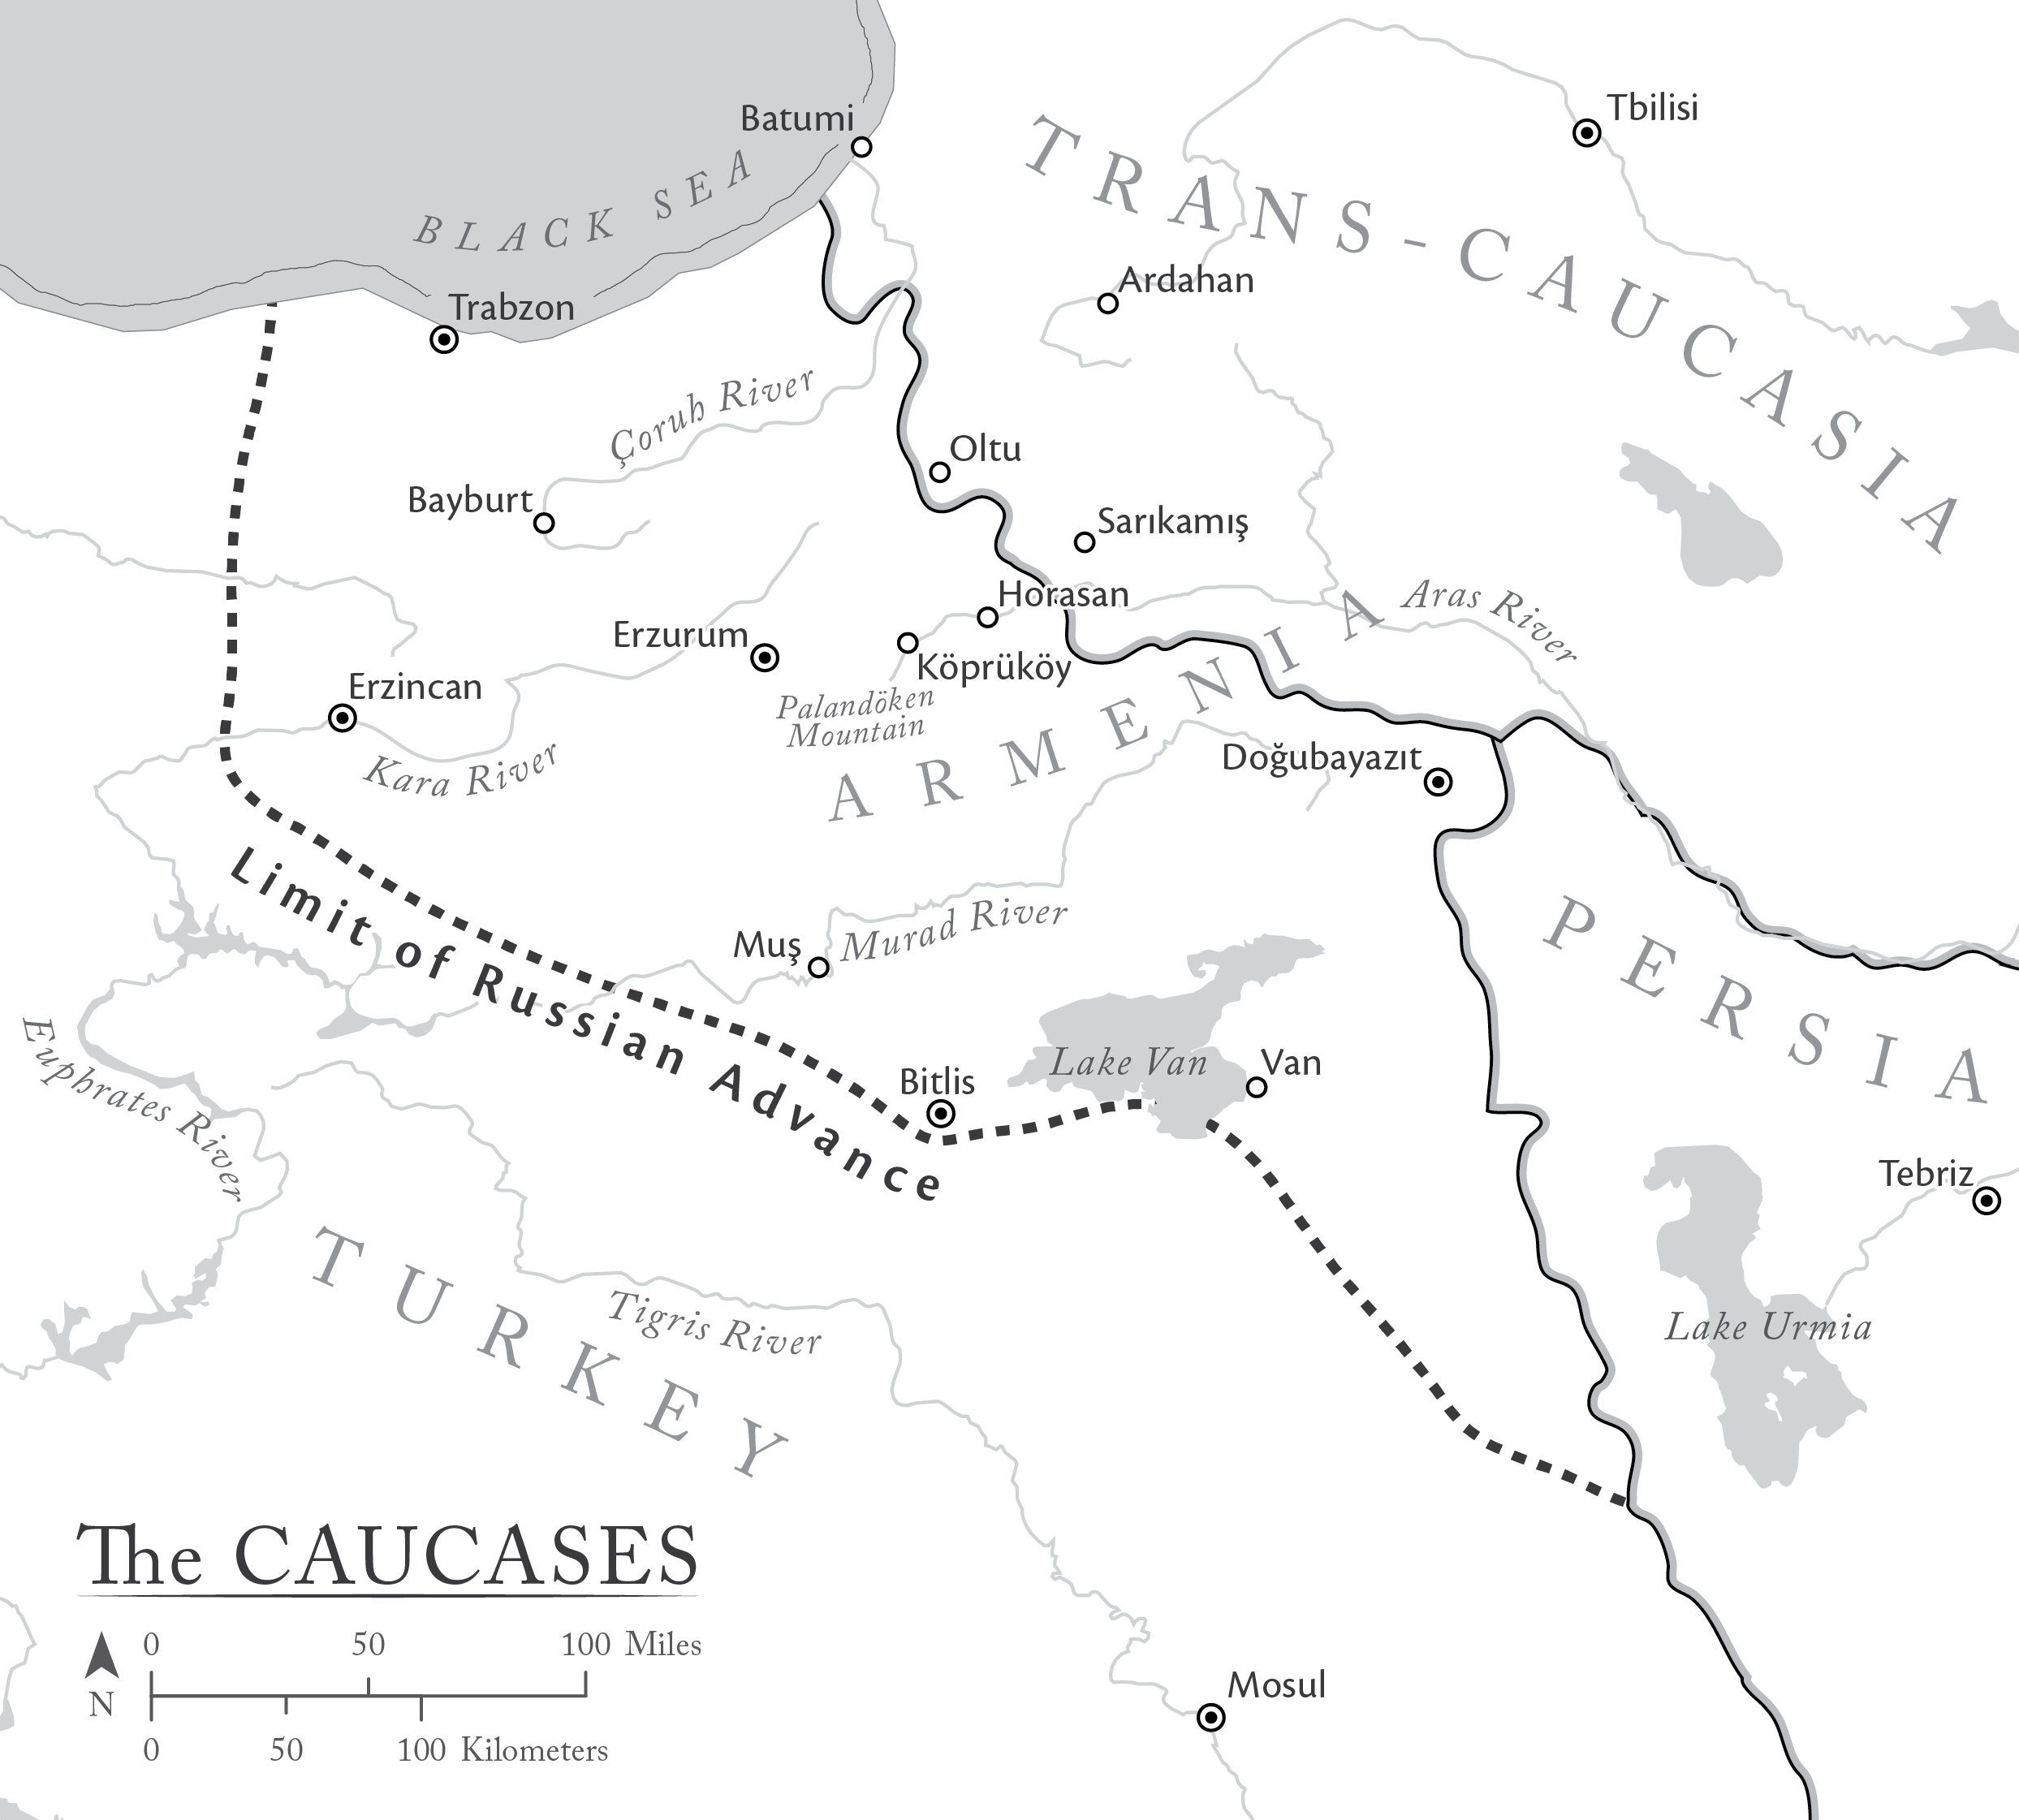 Tbilisi
Batumi
TRANS-CAUCASIA
BLACK SEA
Ardahan
Trabzon
Çoruh River
Oltu
Bayburt
Sarıkamış
Horasan
Aras River
Erzurum
Köprüköy
Erzincan
Palandöken
Mountain
ARMENIA
Kara River
Doğubayazıt
Limit of Russian Advance
PERSIA
Muş
Murad River
Euphrates River
Lake Van
Van
Bitlis
Tebriz
TURKEY
Tigris River
Lake Urmia
The CAUCASES
0 50 100 Miles
N
0 50 100 Kilometers
Mosul